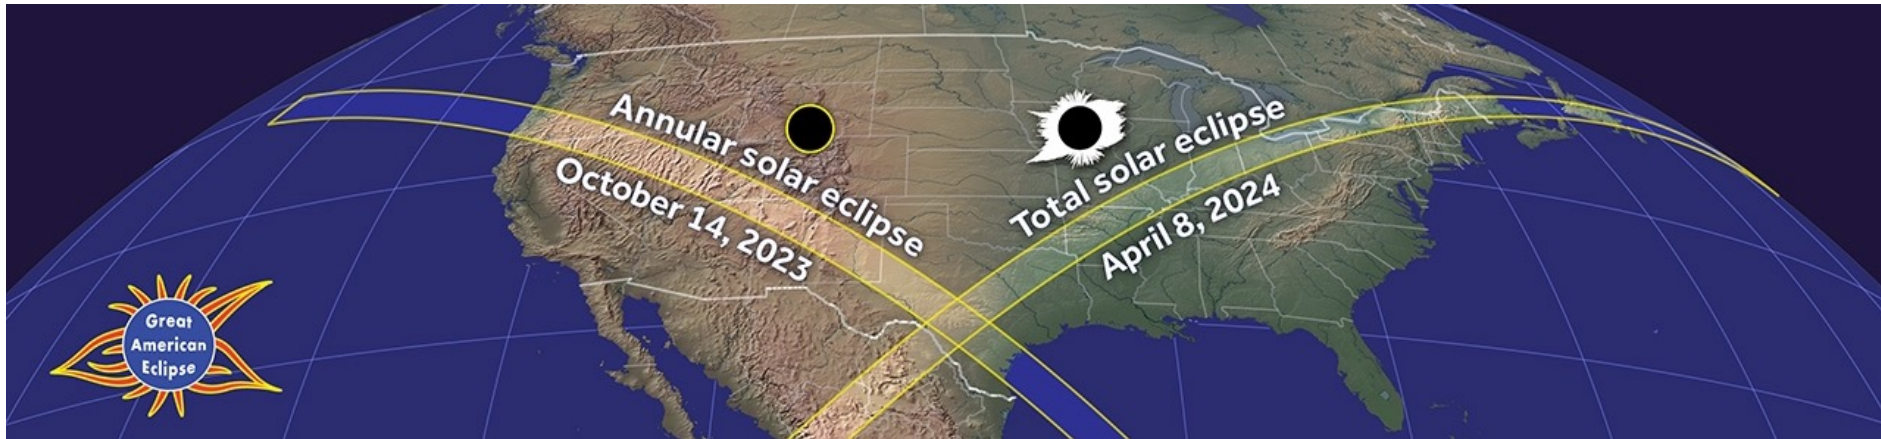 Annular solar eclipse
October 14, 2023
Total solar eclipse
April 8, 2024
Great
American
Eclipse